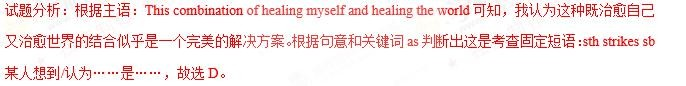 试题分析：根据主语：This combination of healing myself and healing the world 可知，我认为这种既治愈自己
又治愈世界的结合似乎是一个完美的解决方案。根据句意和关键词 as 判断出这是考查固定短语：sth strikes sb
某人想到/认为……是……，故选 D。